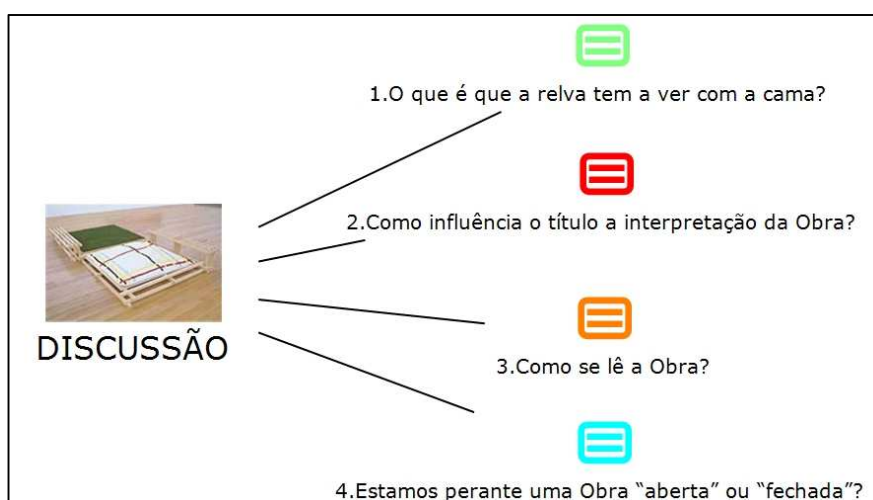 1.O que é que a relva tem a ver com a cama?
2.Como influência o título a interpretação da Obra?
DISCUSSÃO
3.Como se lê a Obra?
4.Estamos perante uma Obra “aberta” ou “fechada”?